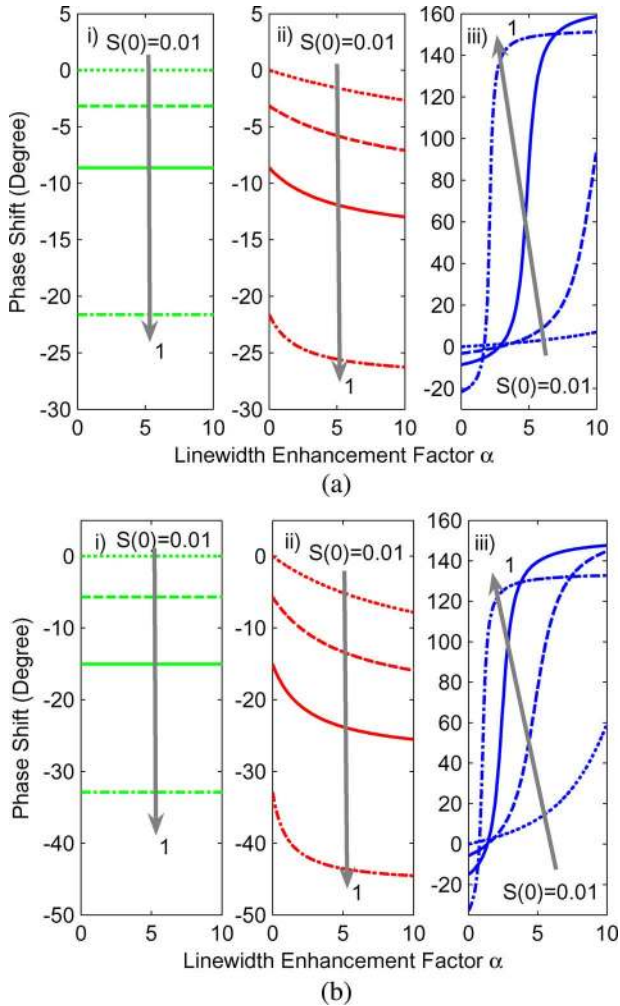 i)
S(0)=0.01
1
ii)
S(0)=0.01
1
iii)
1
S(0)=0.01
5
0
-5
-10
-15
-20
-25
-30
0 5 10
5
0
-5
-10
-15
-20
-25
-30
0 5 10
160
140
120
100
80
60
40
20
0
-20
0 5 10
Phase Shift (Degree)
Linewidth Enhancement Factor α
(a)
i)
S(0)=0.01
1
ii)
S(0)=0.01
1
iii)
1
S(0)=0.01
0
-10
-20
-30
-40
-50
0 5 10
0
-10
-20
-30
-40
-50
0 5 10
160
140
120
100
80
60
40
20
0
-20
0 5 10
Phase Shift (Degree)
Linewidth Enhancement Factor α
(b)